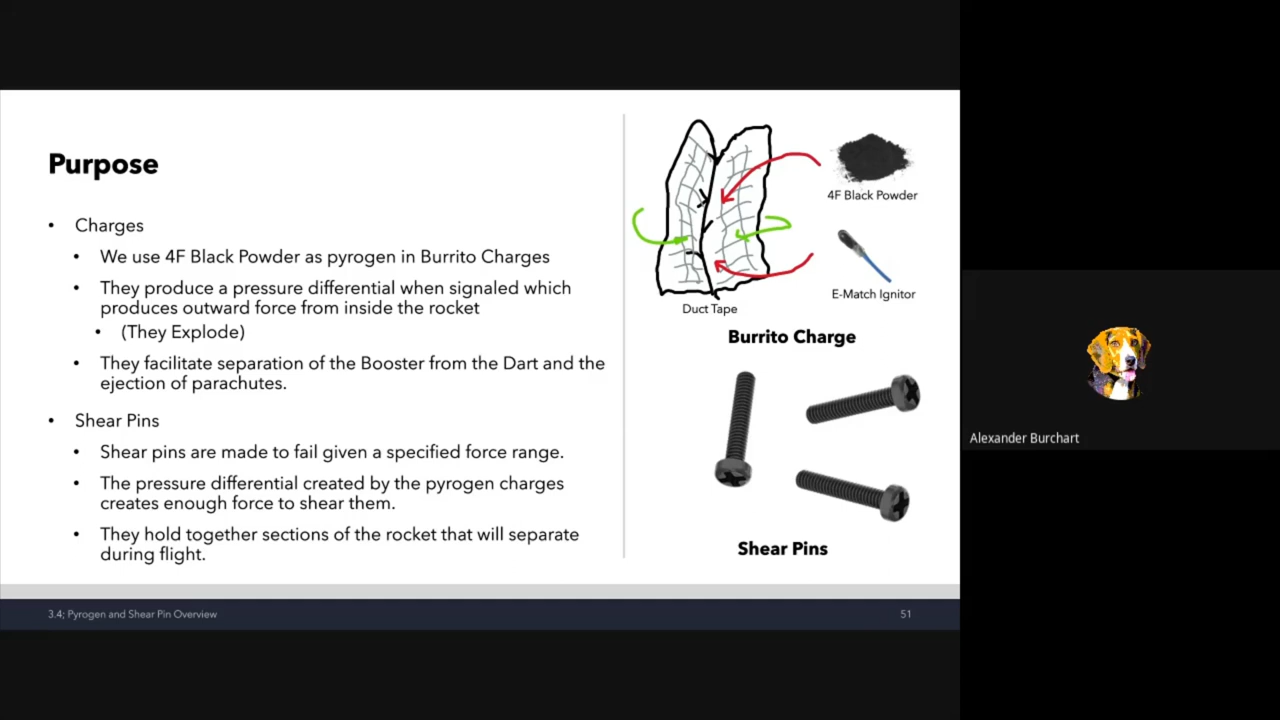 Purpose
• Charges
• We use 4F Black Powder as pyrogen in Burrito Charges
• They produce a pressure differential when signaled which
produces outward force from inside the rocket
• (They Explode)
• They facilitate separation of the Booster from the Dart and the
ejection of parachutes.
• Shear Pins
• Shear pins are made to fail given a specified force range.
• The pressure differential created by the pyrogen charges
creates enough force to shear them.
• They hold together sections of the rocket that will separate
during flight.
4F Black Powder
E-Match Ignitor
Duct Tape
Burrito Charge
Shear Pins
3.4; Pyrogen and Shear Pin Overview
51
Alexander Burchart